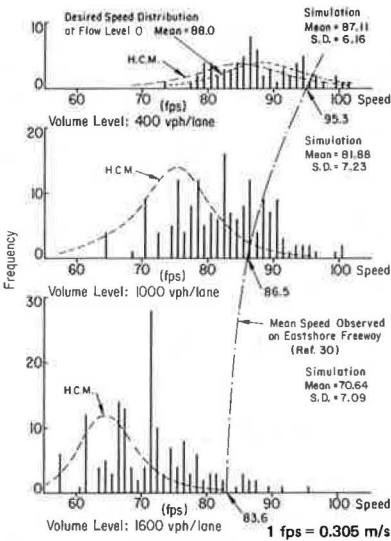 Desired Speed Distribution
at Flow Level 0 Mean = 88.0
Simulation
Mean = 87.11
S.D. = 6.16
H.C.M.
10
5
0
70 80 90 100 Speed
(fps)
95.3
Volume Level: 400 vph/lane
Simulation
Mean = 81.88
S.D. = 7.23
20
H.C.M.
10
0
60 70 80 90 100 Speed
(fps)
86.5
Volume Level: 1000 vph/lane
Frequency
Mean Speed Observed
on Eastshore Freeway
(Ref. 30)
30
Simulation
Mean = 70.64
S.D. = 7.09
20
H.C.M.
10
0
60 70 80 90 100 Speed
(fps)
83.6
Volume Level: 1600 vph/lane
1 fps = 0.305 m/s